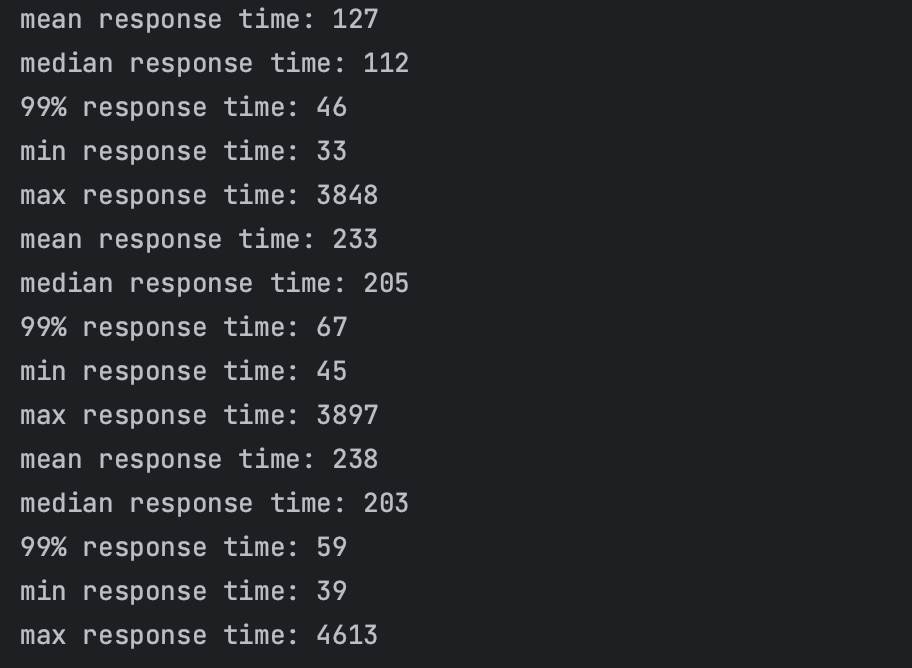 mean response time: 127
median response time: 112
99% response time: 46
min response time: 33
max response time: 3848
mean response time: 233
median response time: 205
99% response time: 67
min response time: 45
max response time: 3897
mean response time: 238
median response time: 203
99% response time: 59
min response time: 39
max response time: 4613